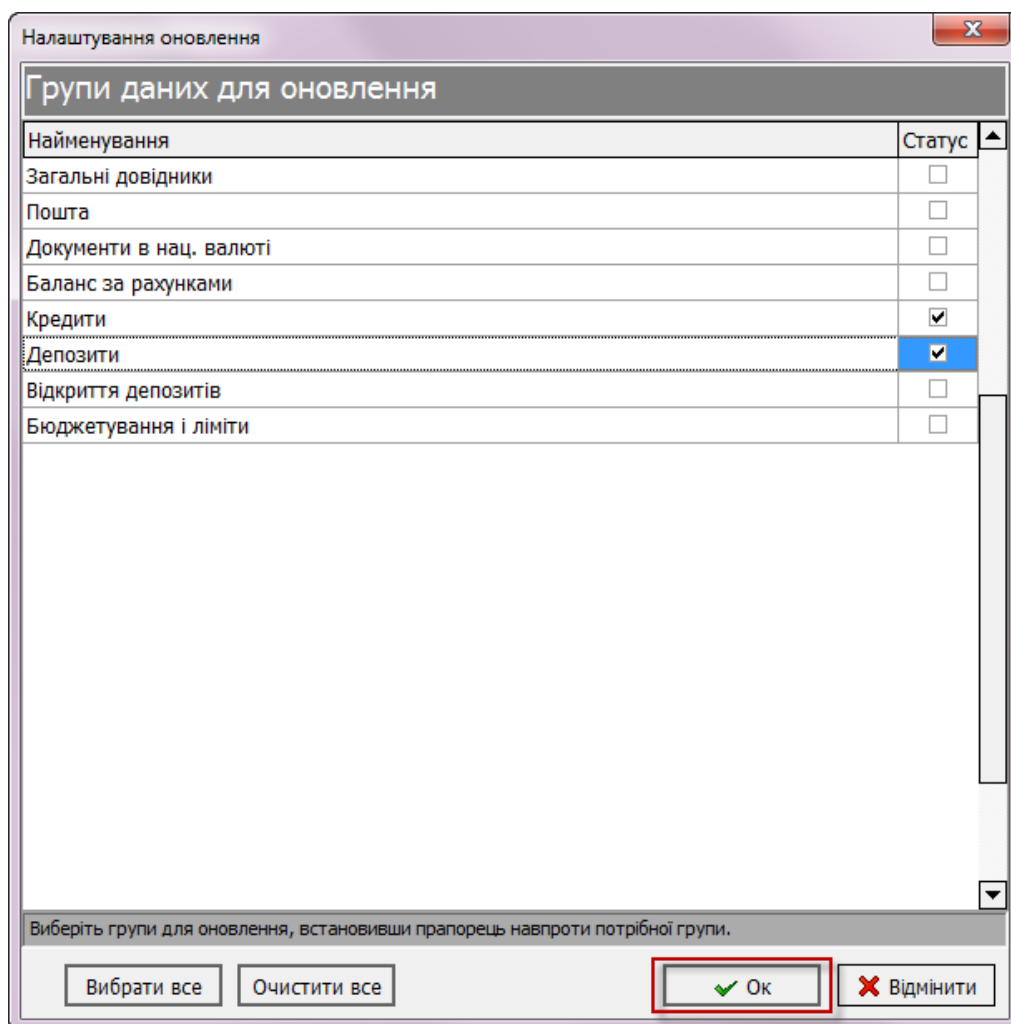 Налаштування оновлення
Групи даних для оновлення
Найменування Статус
Загальні довідники
Пошта
Документи в нац. валюті
Баланс за рахунками
Кредити
Депозити
Відкриття депозитів
Бюджетування і ліміти
Виберіть групи для оновлення, встановивши прапорець навпроти потрібної групи.
Вибрати все Очистити все Ок Відмінити